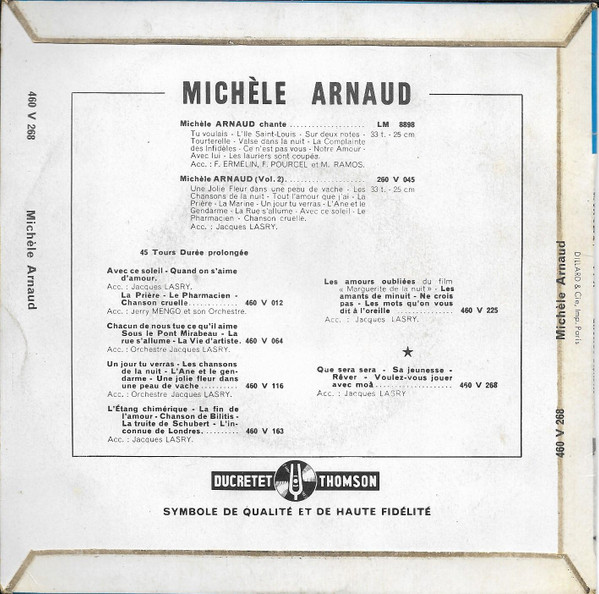 MICHÈLE ARNAUD
Michèle ARNAUD chante .................. LM 8898
Tu voulais - L'Ile Saint-Louis - Sur deux notes - 33 t. - 25 cm
Tourterelle - Valse dans la nuit - La Complainte
des Infidèles - Ce n'est pas vous - Notre Amour -
Avec lui - Les lauriers sont coupés.
Acc. : F. ERMELIN, F. POURCEL et M. RAMOS.
Michèle ARNAUD (Vol. 2).................. 260 V 045
Une Jolie Fleur dans une peau de vache - Les 33 t. - 25 cm
Chansons de la nuit - Tout l'amour que j'ai - La
Prière - La Marine - Un jour tu verras - L'Ane et le
Gendarme - La Rue s'allume - Avec ce soleil - Le
Pharmacien - Chanson cruelle.
Acc. : Jacques LASRY.
45 Tours Durée prolongée
Avec ce soleil - Quand on s'aime
d'amour.
Acc. : Jacques LASRY.
La Prière - Le Pharmacien -
Chanson cruelle......... 460 V 012
Acc. : Jerry MENGO et son Orchestre.
Chacun de nous tue ce qu'il aime
Sous le Pont Mirabeau - La
rue s'allume - La Vie d'artiste. 460 V 064
Acc. : Orchestre Jacques LASRY.
Un jour tu verras - Les chansons
de la nuit - L'Ane et le gen-
darme - Une jolie fleur dans
une peau de vache .......... 460 V 116
Acc. : Orchestre Jacques LASRY.
L'Étang chimérique - La fin de
l'amour - Chanson de Bilitis -
La truite de Schubert - L'in-
connue de Londres.......... 460 V 163
Acc. : Jacques LASRY.
Les amours oubliées du film
« Marguerite de la nuit » - Les
amants de minuit - Ne crois
pas - Les mots qu'on vous
dit à l'oreille .............. 460 V 225
Acc. : Jacques LASRY.
★
Que sera sera - Sa jeunesse -
Rêver - Voulez-vous jouer
avec moâ.................. 460 V 268
Acc. : Jacques LASRY
DUCRETET THOMSON
SYMBOLE DE QUALITÉ ET DE HAUTE FIDÉLITÉ
460 V 268
Michèle Arnaud
Michèle Arnaud
460 V 268
DILLARD & Cie, Imp. Paris